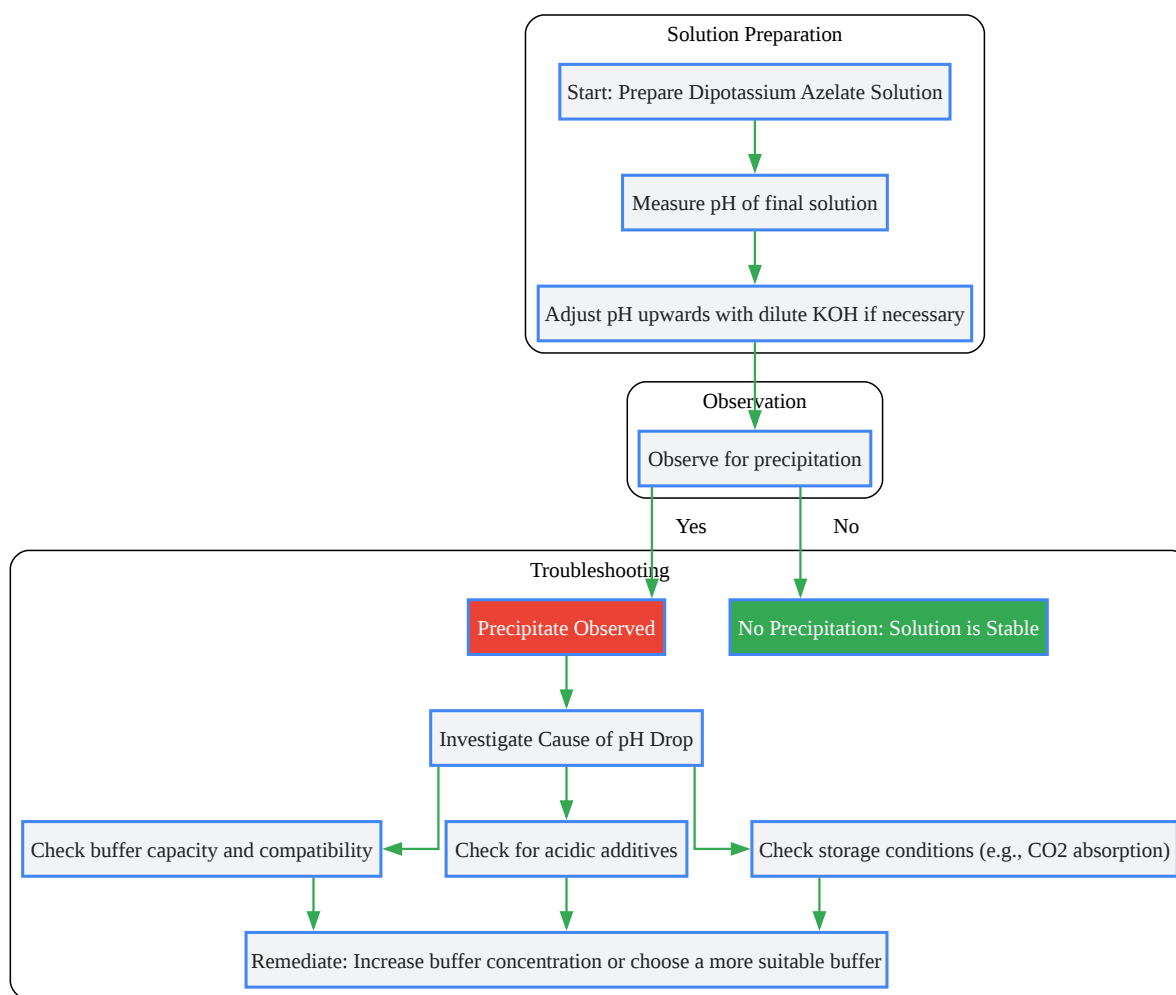 Solution Preparation
Start: Prepare Dipotassium Azelate Solution
Measure pH of final solution
Adjust pH upwards with dilute KOH if necessary
Observation
Observe for precipitation
Yes
No
Troubleshooting
Precipitate Observed
No Precipitation: Solution is Stable
Investigate Cause of pH Drop
Check buffer capacity and compatibility
Check for acidic additives
Check storage conditions (e.g., CO2 absorption)
Remediate: Increase buffer concentration or choose a more suitable buffer